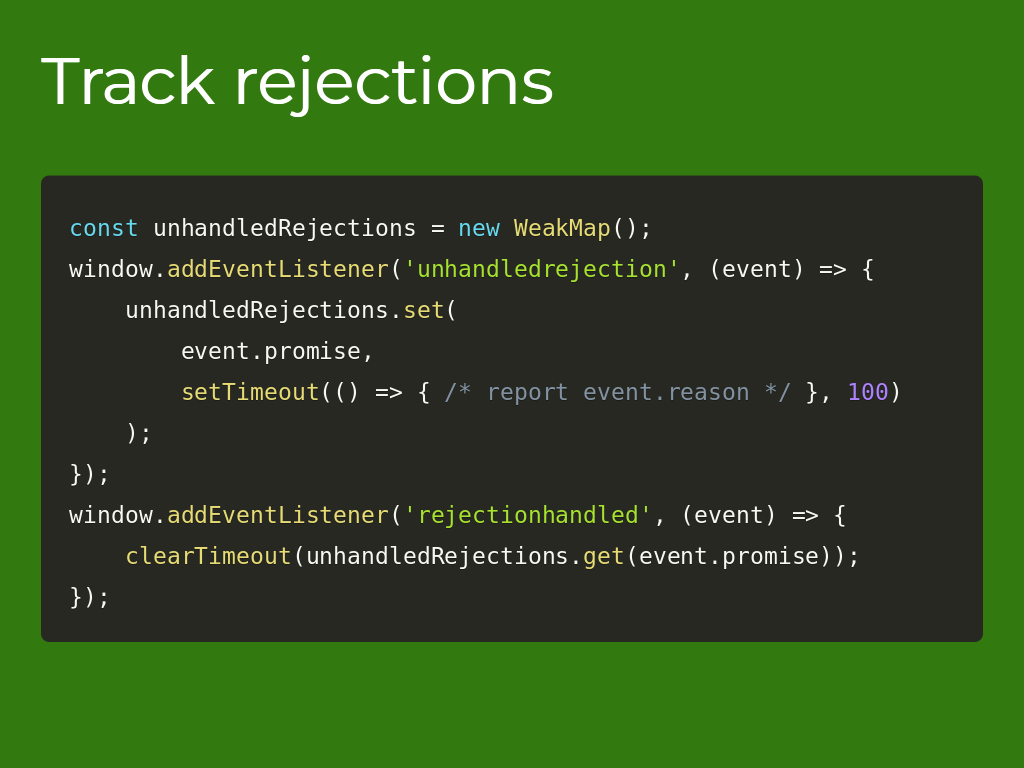 Track rejections
const unhandledRejections = new WeakMap();
window.addEventListener('unhandledrejection', (event) => {
    unhandledRejections.set(
        event.promise,
        setTimeout(() => { /* report event.reason */ }, 100)
    );
});
window.addEventListener('rejectionhandled', (event) => {
    clearTimeout(unhandledRejections.get(event.promise));
});